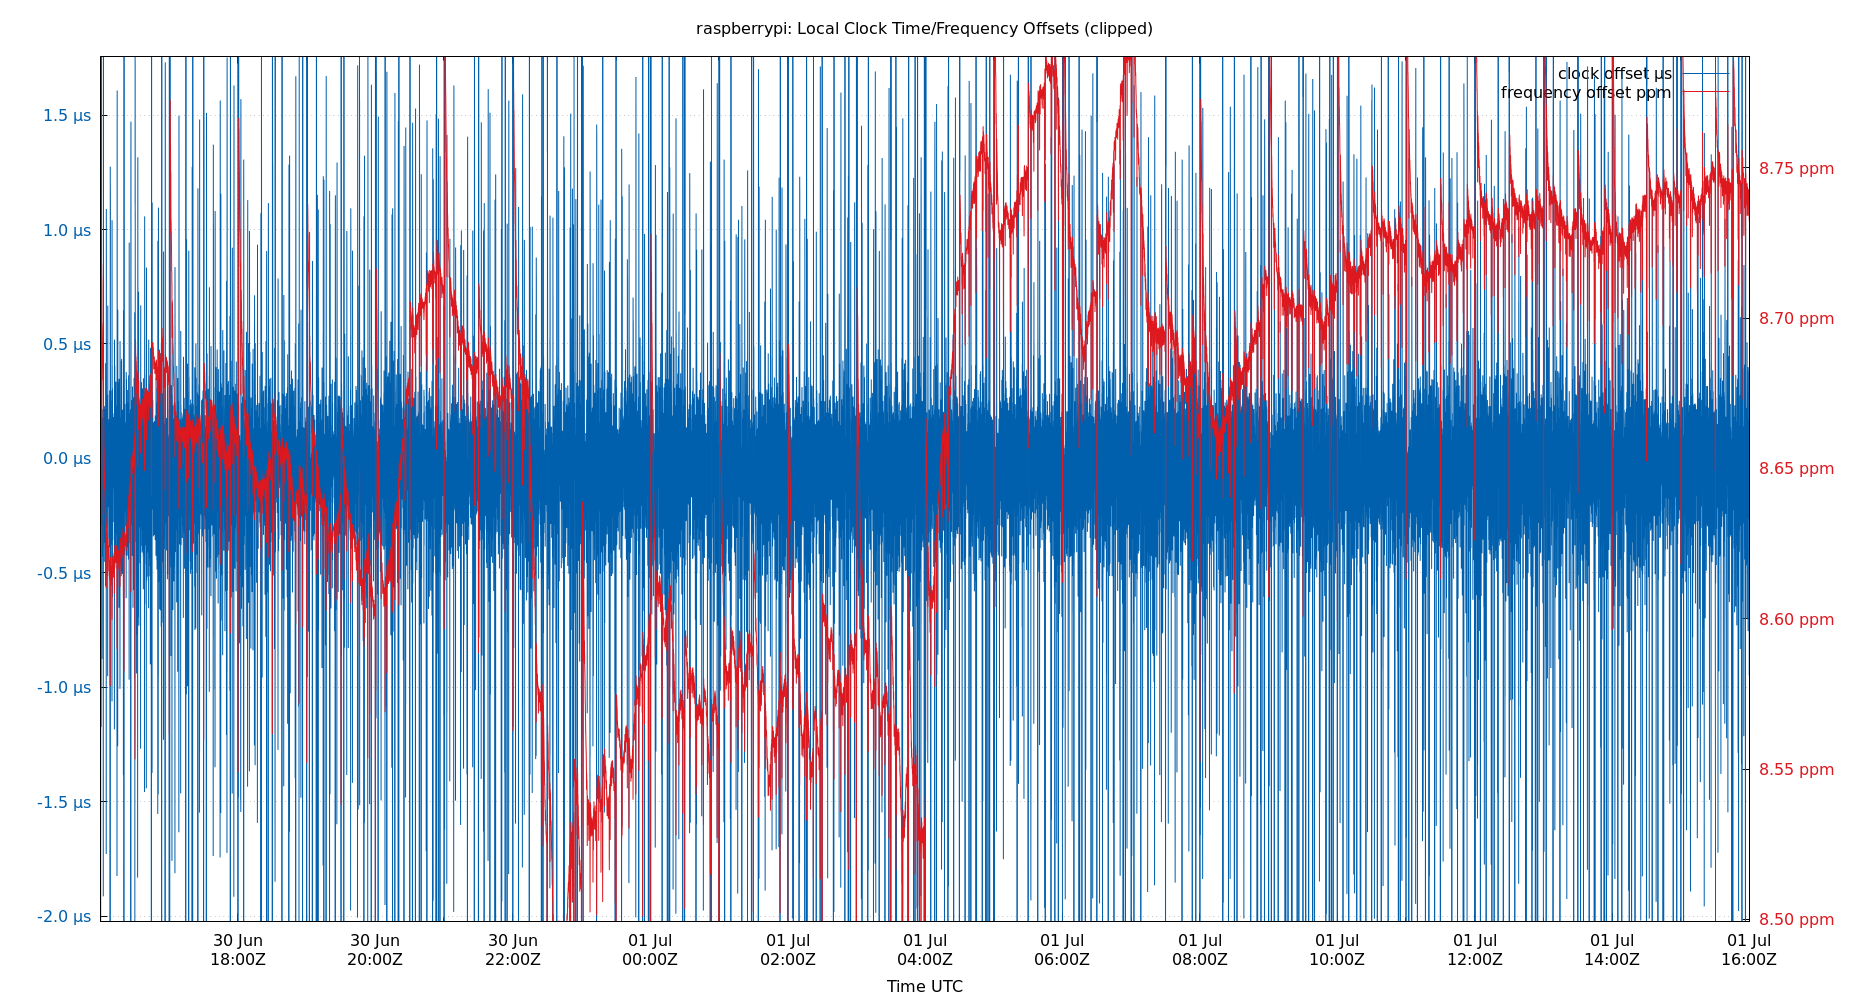 raspberrypi: Local Clock Time/Frequency Offsets (clipped)
clock offset µs
frequency offset ppm
1.5 µs
1.0 µs
0.5 µs
0.0 µs
-0.5 µs
-1.0 µs
-1.5 µs
-2.0 µs
8.75 ppm
8.70 ppm
8.65 ppm
8.60 ppm
8.55 ppm
8.50 ppm
30 Jun
18:00Z
30 Jun
20:00Z
30 Jun
22:00Z
01 Jul
00:00Z
01 Jul
02:00Z
01 Jul
04:00Z
01 Jul
06:00Z
01 Jul
08:00Z
01 Jul
10:00Z
01 Jul
12:00Z
01 Jul
14:00Z
01 Jul
16:00Z
Time UTC